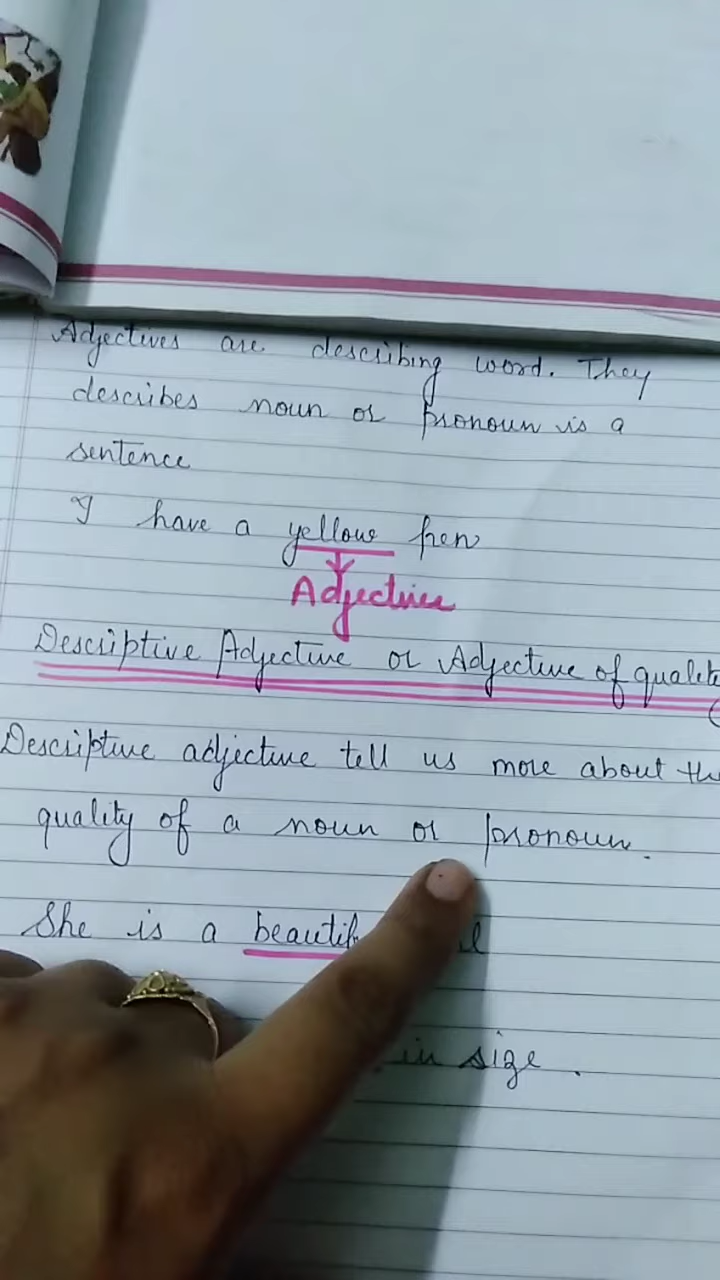 Adjectives are describing word. They
describes noun or pronoun is a
sentence
I have a yellow pen
Adjective
Descriptive Adjective or Adjective of quality
Descriptive adjective tell us more about the
quality of a noun or pronoun.
She is a
in size.